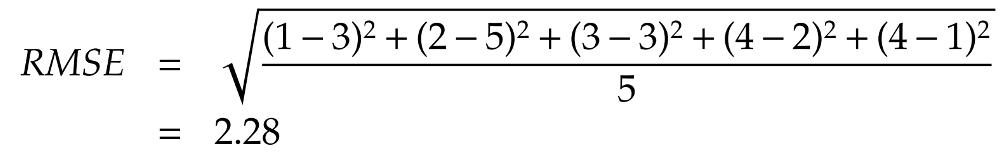 RMSE = √((1 − 3)² + (2 − 5)² + (3 − 3)² + (4 − 2)² + (4 − 1)² / 5)
= 2.28